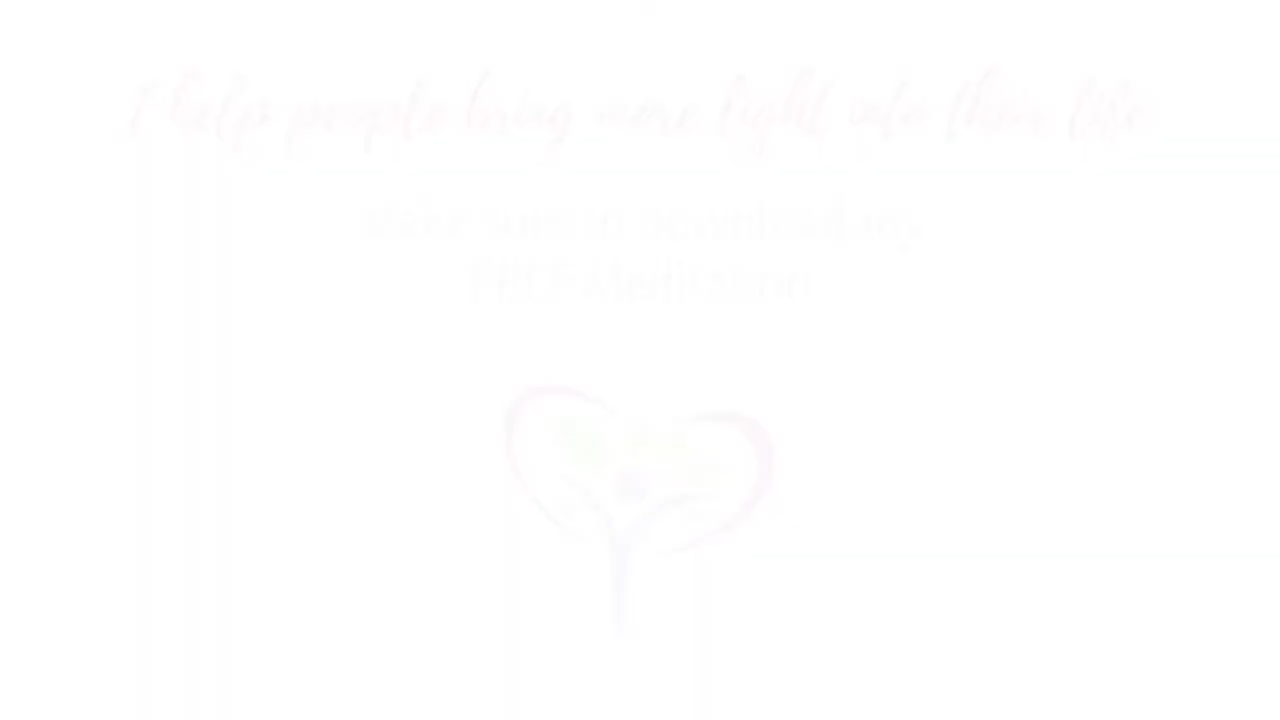 I help people bring more light into their life
Make sure to Download my
FREE Meditation